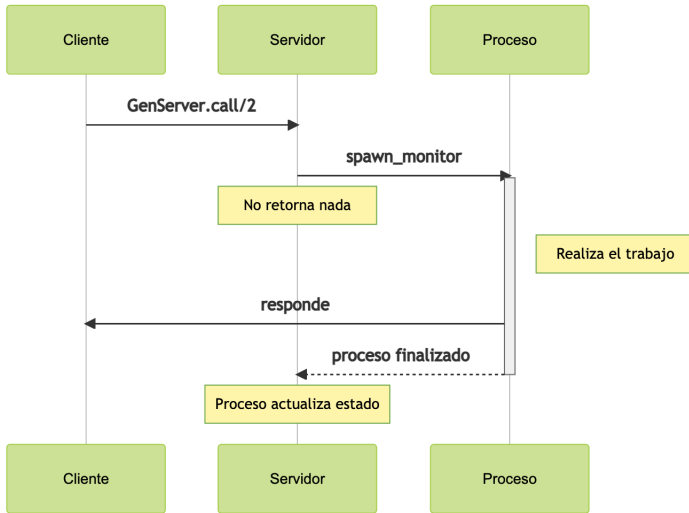 Cliente
Servidor
Proceso
GenServer.call/2
spawn_monitor
No retorna nada
Realiza el trabajo
responde
proceso finalizado
Proceso actualiza estado
Cliente
Servidor
Proceso